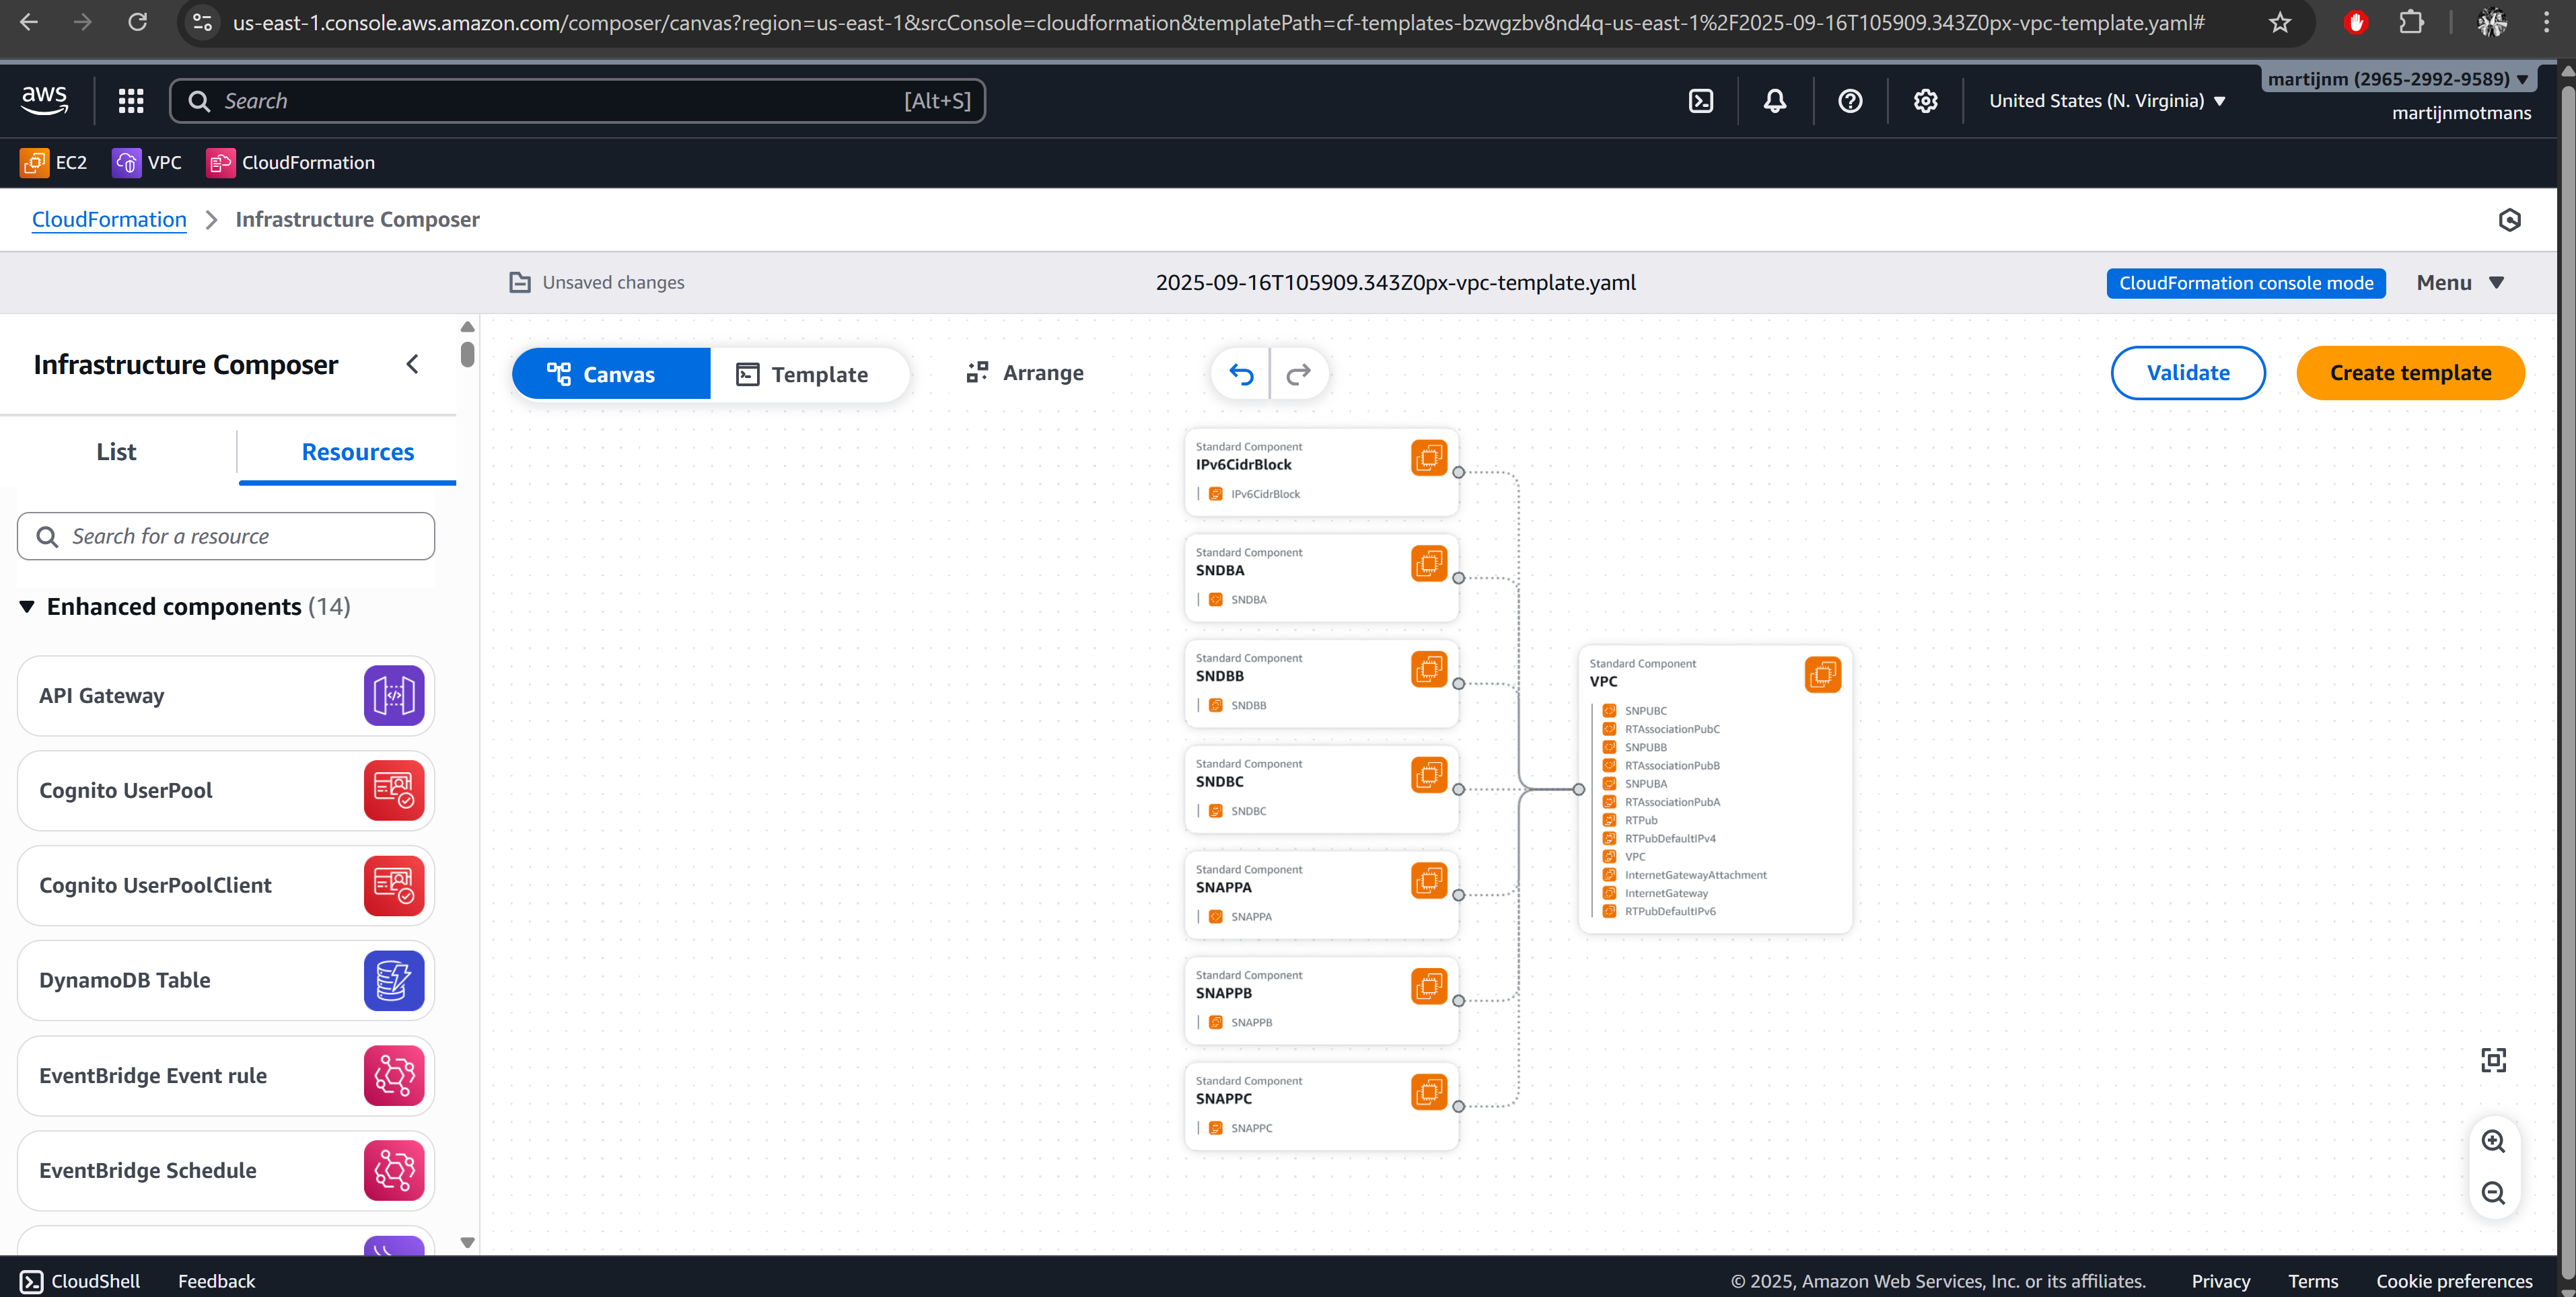 us-east-1.console.aws.amazon.com/composer/canvas?region=us-east-1&srcConsole=cloudformation&templatePath=cf-templates-bzwgzbv8nd4q-us-east-1%2F2025-09-16T105909.343Z0px-vpc-template.yaml#
aws
Search
[Alt+S]
United States (N. Virginia)
martijnm (2965-2992-9589)
martijnmotmans
EC2
VPC
CloudFormation
CloudFormation
Infrastructure Composer
Unsaved changes
2025-09-16T105909.343Z0px-vpc-template.yaml
CloudFormation console mode
Menu
Infrastructure Composer
Canvas
Template
Arrange
Validate
Create template
List
Resources
Search for a resource
Enhanced components (14)
API Gateway
Cognito UserPool
Cognito UserPoolClient
DynamoDB Table
EventBridge Event rule
EventBridge Schedule
Standard Component
IPv6CidrBlock
IPv6CidrBlock
Standard Component
SNDBA
SNDBA
Standard Component
SNDBB
SNDBB
Standard Component
SNDBC
SNDBC
Standard Component
SNAPPA
SNAPPA
Standard Component
SNAPPB
SNAPPB
Standard Component
SNAPPC
SNAPPC
Standard Component
VPC
SNPUBC
RTAssociationPubC
SNPUBB
RTAssociationPubB
SNPUBA
RTAssociationPubA
RTPub
RTPubDefaultIPv4
VPC
InternetGatewayAttachment
InternetGateway
RTPubDefaultIPv6
CloudShell
Feedback
© 2025, Amazon Web Services, Inc. or its affiliates.
Privacy
Terms
Cookie preferences